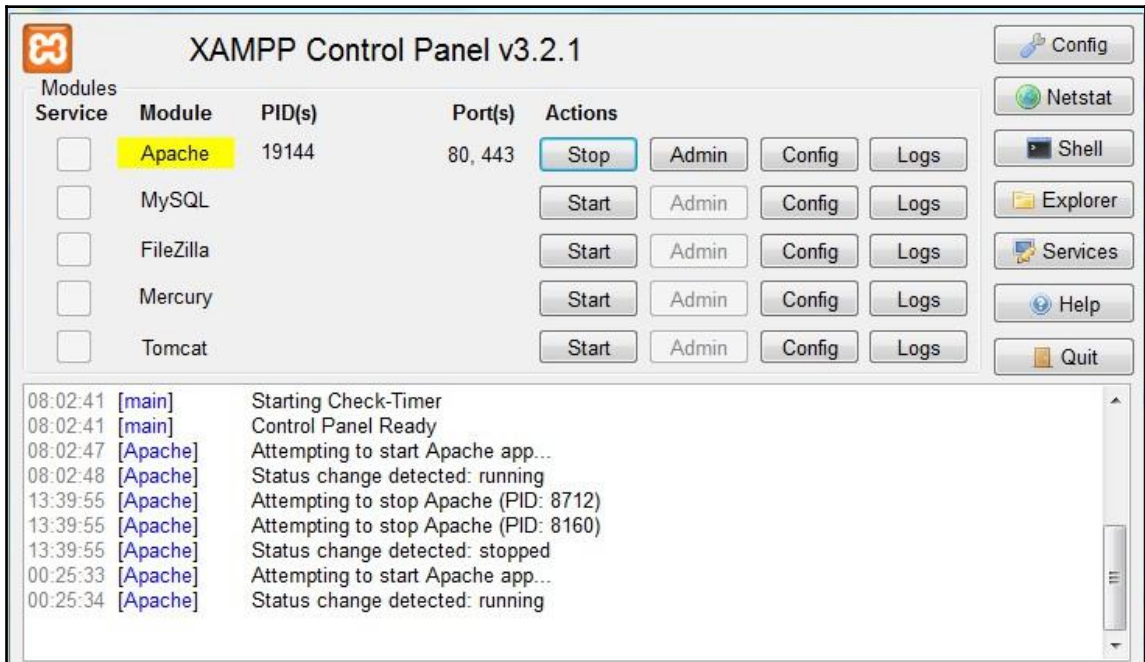 XAMPP Control Panel v3.2.1
Config
Modules
Service Module PID(s) Port(s) Actions
Netstat
Apache 19144 80, 443 Stop Admin Config Logs
Shell
MySQL Start Admin Config Logs
Explorer
FileZilla Start Admin Config Logs
Services
Mercury Start Admin Config Logs
Help
Tomcat Start Admin Config Logs
Quit
08:02:41 [main] Starting Check-Timer
08:02:41 [main] Control Panel Ready
08:02:47 [Apache] Attempting to start Apache app...
08:02:48 [Apache] Status change detected: running
13:39:55 [Apache] Attempting to stop Apache (PID: 8712)
13:39:55 [Apache] Attempting to stop Apache (PID: 8160)
13:39:55 [Apache] Status change detected: stopped
00:25:33 [Apache] Attempting to start Apache app...
00:25:34 [Apache] Status change detected: running